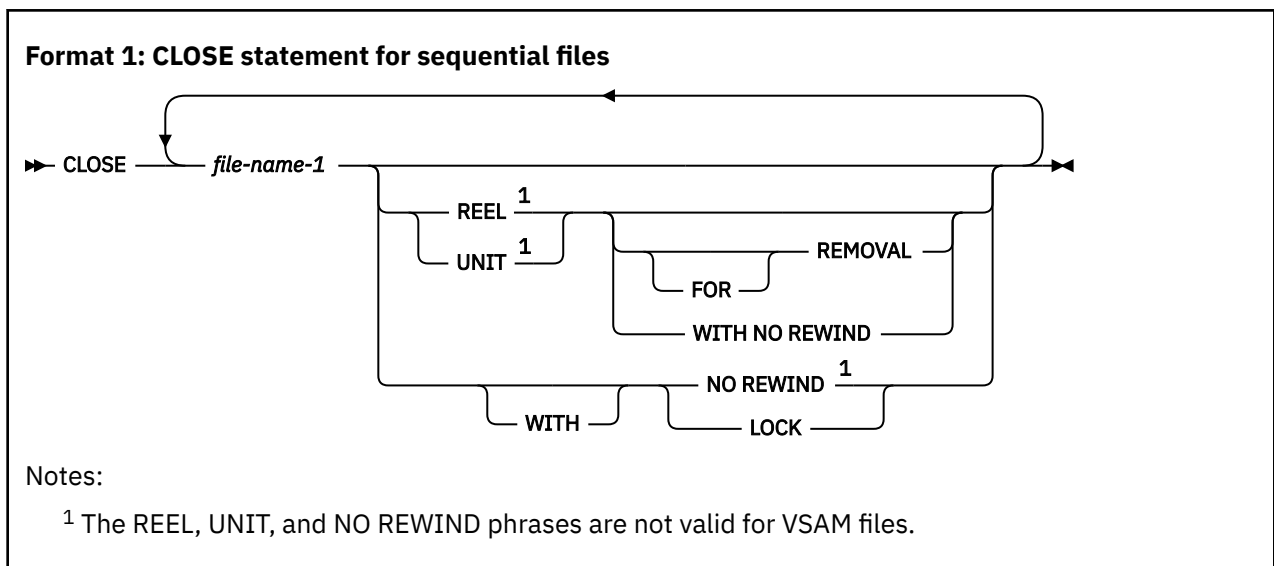 Format 1: CLOSE statement for sequential files
CLOSE file-name-1
REEL 1
UNIT 1
REMOVAL
FOR
WITH NO REWIND
NO REWIND 1
WITH
LOCK
Notes:
1 The REEL, UNIT, and NO REWIND phrases are not valid for VSAM files.